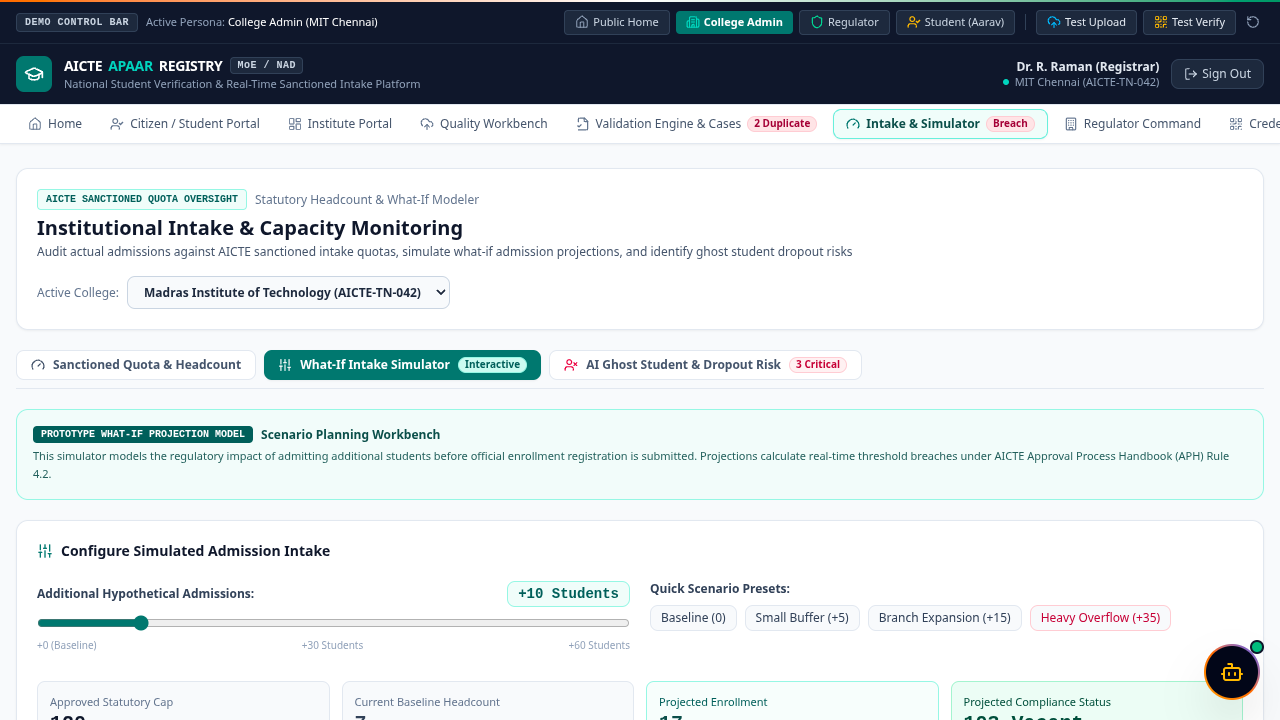 DEMO CONTROL BAR
Active Persona: College Admin (MIT Chennai)
Public Home
College Admin
Regulator
Student (Aarav)
Test Upload
Test Verify
AICTE APAAR REGISTRY
MoE / NAD
National Student Verification & Real-Time Sanctioned Intake Platform
Dr. R. Raman (Registrar)
MIT Chennai (AICTE-TN-042)
Sign Out
Home
Citizen / Student Portal
Institute Portal
Quality Workbench
Validation Engine & Cases
2 Duplicate
Intake & Simulator
Breach
Regulator Command
Crede
AICTE SANCTIONED QUOTA OVERSIGHT
Statutory Headcount & What-If Modeler
Institutional Intake & Capacity Monitoring
Audit actual admissions against AICTE sanctioned intake quotas, simulate what-if admission projections, and identify ghost student dropout risks
Active College:
Madras Institute of Technology (AICTE-TN-042)
Sanctioned Quota & Headcount
What-If Intake Simulator
Interactive
AI Ghost Student & Dropout Risk
3 Critical
PROTOTYPE WHAT-IF PROJECTION MODEL
Scenario Planning Workbench
This simulator models the regulatory impact of admitting additional students before official enrollment registration is submitted. Projections calculate real-time threshold breaches under AICTE Approval Process Handbook (APH) Rule
4.2.
Configure Simulated Admission Intake
Additional Hypothetical Admissions:
+10 Students
+0 (Baseline)
+30 Students
+60 Students
Quick Scenario Presets:
Baseline (0)
Small Buffer (+5)
Branch Expansion (+15)
Heavy Overflow (+35)
Approved Statutory Cap
Current Baseline Headcount
Projected Enrollment
Projected Compliance Status